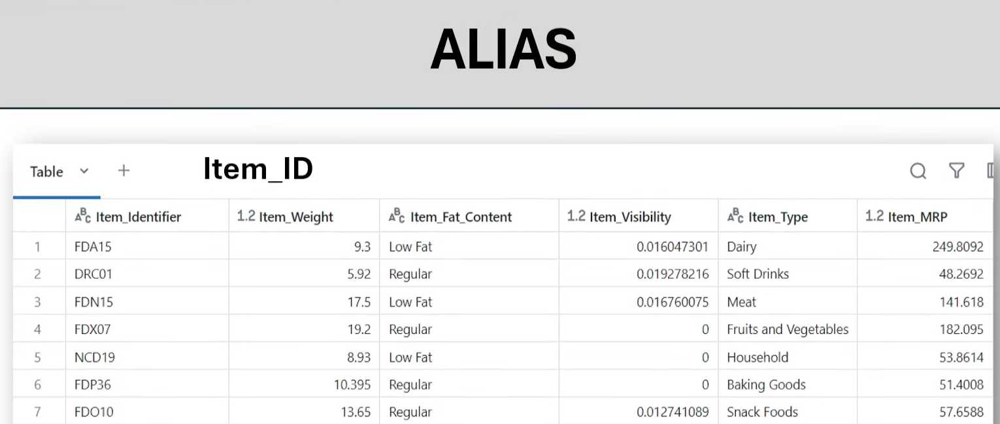 ALIAS
Table Item_ID
Item_Identifier 1.2 Item_Weight Item_Fat_Content 1.2 Item_Visibility Item_Type 1.2 Item_MRP
1 FDA15 9.3 Low Fat 0.016047301 Dairy 249.8092
2 DRC01 5.92 Regular 0.019278216 Soft Drinks 48.2692
3 FDN15 17.5 Low Fat 0.016760075 Meat 141.618
4 FDX07 19.2 Regular 0 Fruits and Vegetables 182.095
5 NCD19 8.93 Low Fat 0 Household 53.8614
6 FDP36 10.395 Regular 0 Baking Goods 51.4008
7 FDO10 13.65 Regular 0.012741089 Snack Foods 57.6588